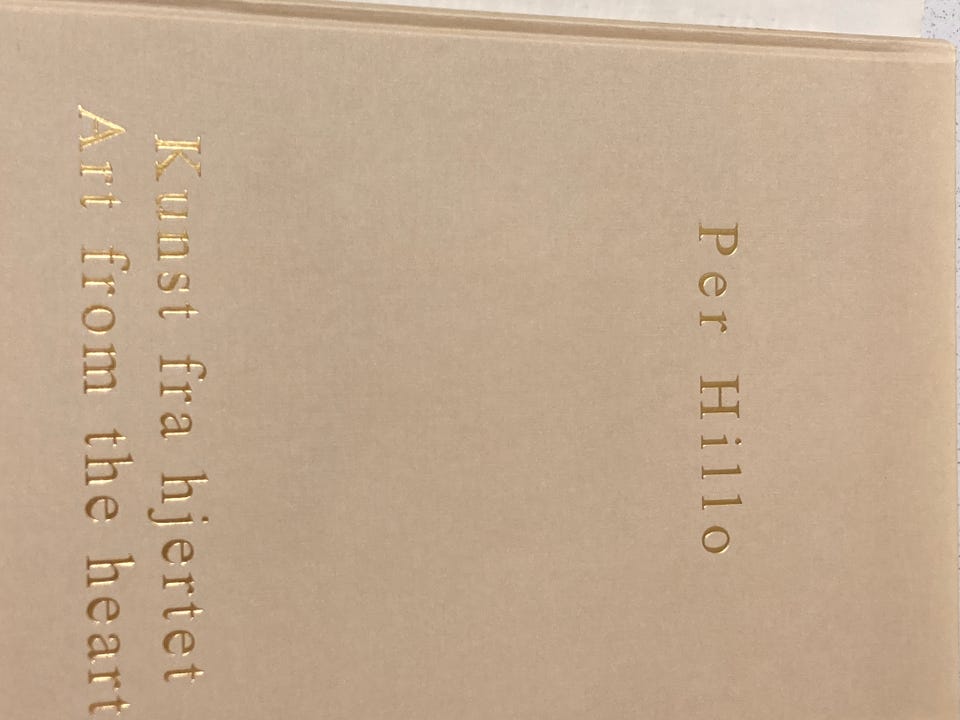 Per Hillo
Kunst fra hjertet
Art from the heart